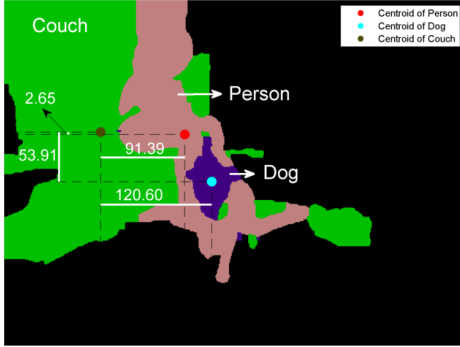 Couch
Centroid of Person
Centroid of Dog
Centroid of Couch
2.65
Person
53.91
91.39
Dog
120.60